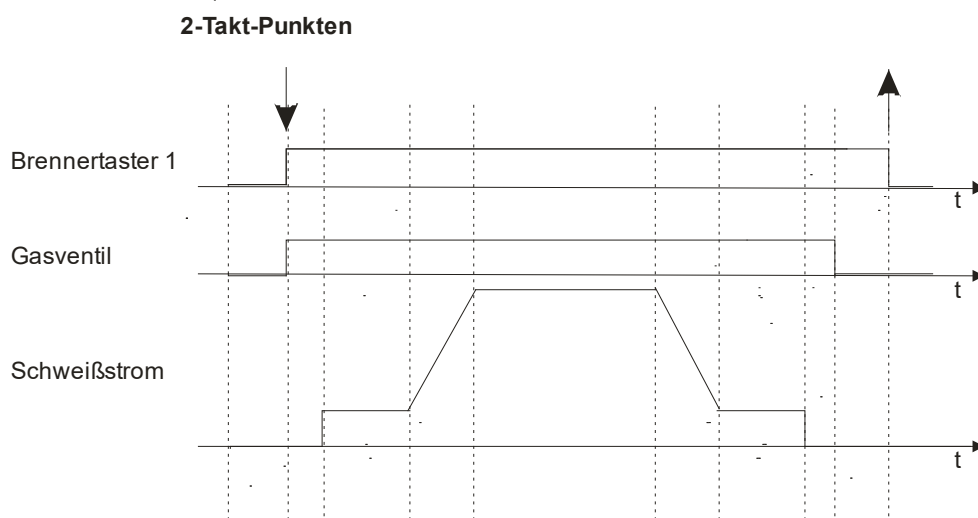 2-Takt-Punkten
Brennertaster 1
t
Gasventil
t
Schweißstrom
t